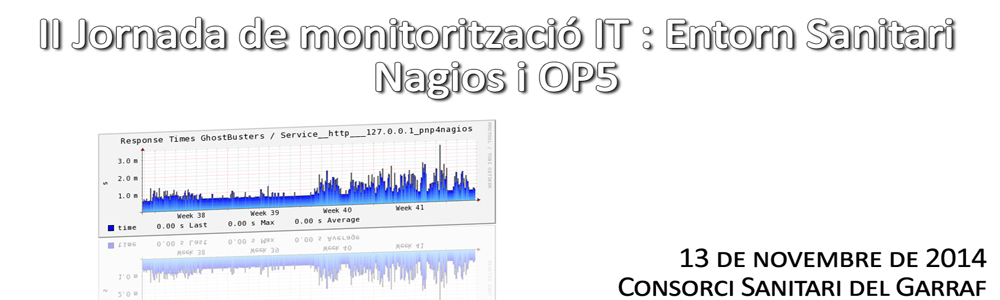 II Jornada de monitorització IT : Entorn Sanitari
Nagios i OP5
Response Times GhostBusters / Service__http___127.0.0.1_pnp4nagios
3.0 m
2.0 m
1.0 m
s
Week 38 Week 39 Week 40 Week 41
time 0.00 s Last 0.00 s Max 0.00 s Average
13 de novembre de 2014
Consorci Sanitari del Garraf